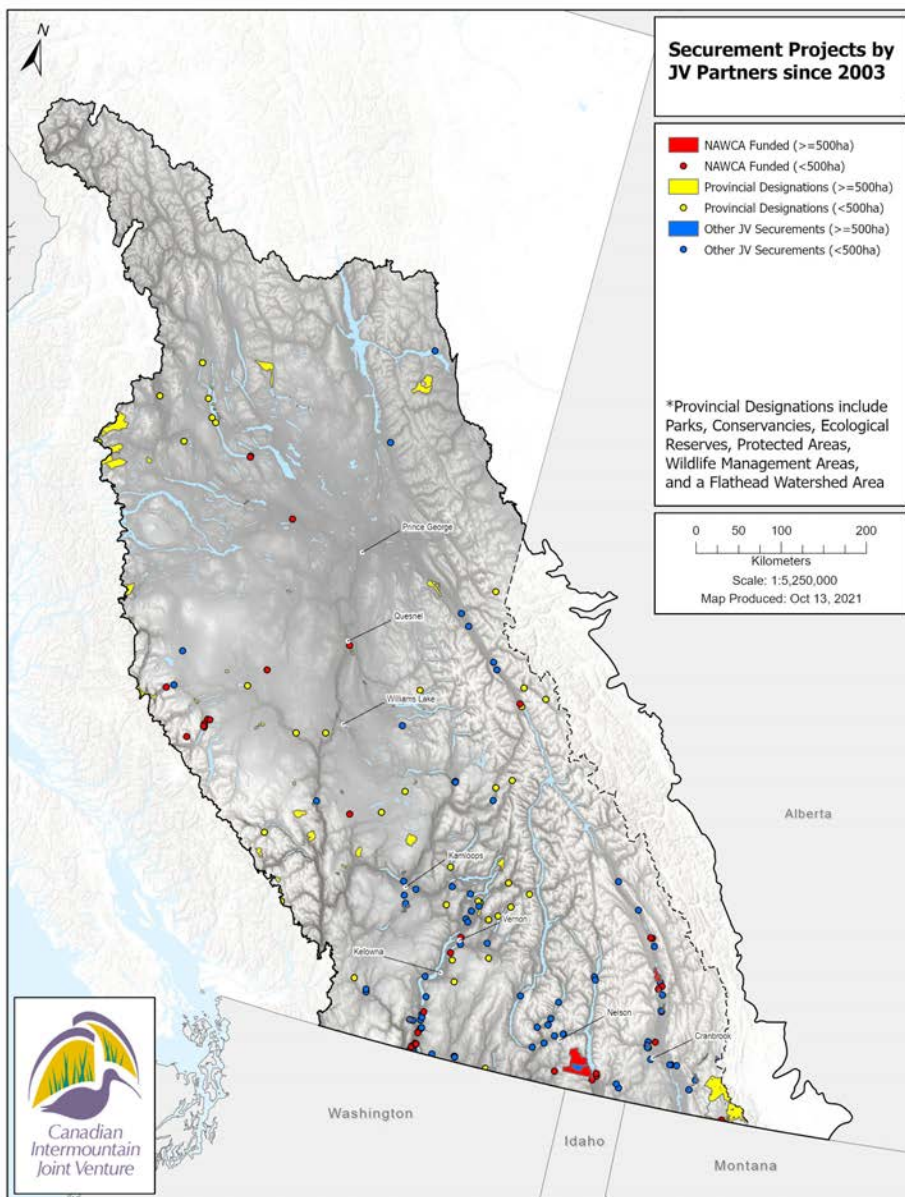 N
Securement Projects by
JV Partners since 2003
NAWCA Funded (>=500ha)
NAWCA Funded (<500ha)
Provincial Designations (>=500ha)
Provincial Designations (<500ha)
Other JV Securements (>=500ha)
Other JV Securements (<500ha)
*Provincial Designations include
Parks, Conservancies, Ecological
Reserves, Protected Areas,
Wildlife Management Areas,
and a Flathead Watershed Area
0 50 100 200
Kilometers
Scale: 1:5,250,000
Map Produced: Oct 13, 2021
Prince George
Quesnel
Williams Lake
Alberta
Kamloops
Vernon
Kelowna
Nelson
Cranbrook
Washington
Idaho
Montana
Canadian
Intermountain
Joint Venture